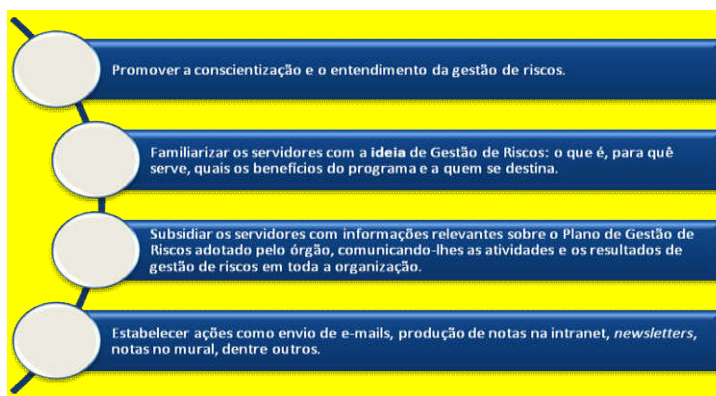 Promover a conscientização e o entendimento da gestão de riscos.
Familiarizar os servidores com a ideia de Gestão de Riscos: o que é, para quê
serve, quais os benefícios do programa e a quem se destina.
Subsidiar os servidores com informações relevantes sobre o Plano de Gestão de
Riscos adotado pelo órgão, comunicando-lhes as atividades e os resultados de
gestão de riscos em toda a organização.
Estabelecer ações como envio de e-mails, produção de notas na intranet, newsletters,
notas no mural, dentre outros.